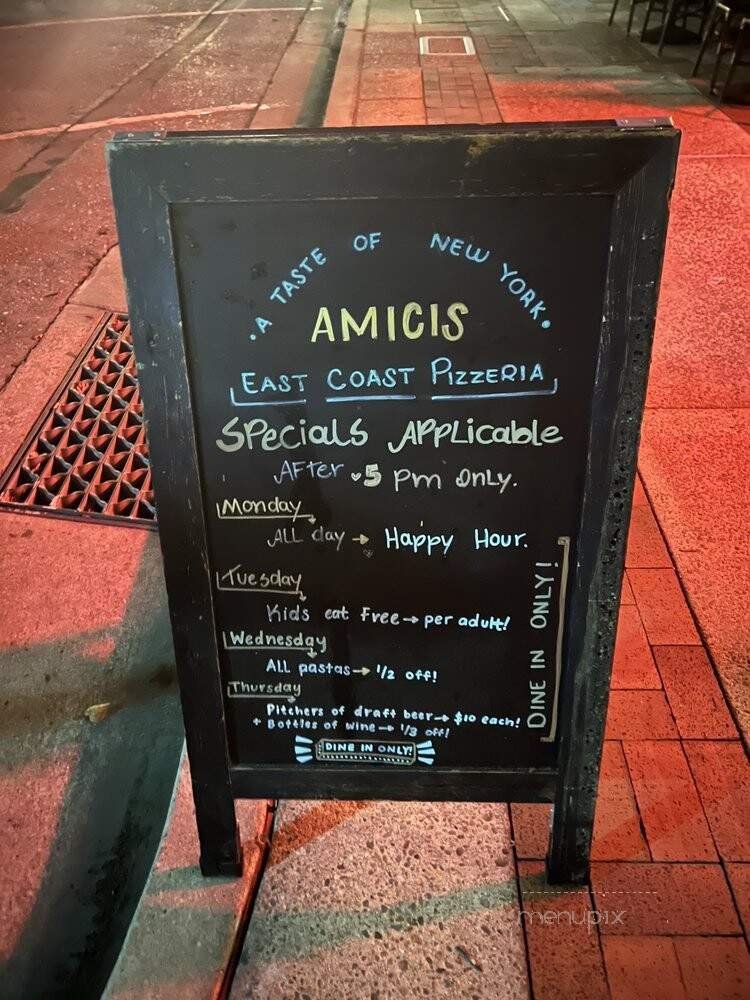 • A TASTE OF NEW YORK •
AMICIS
EAST COAST PIZZERIA
Specials Applicable
After 5 pm Only.
Monday
ALL day → Happy Hour.
Tuesday
Kids eat Free → per adult!
Wednesday
ALL pastas → 1/2 off!
Thursday
Pitchers of draft beer → $10 each!
+ Bottles of wine → 1/3 off!
DINE IN ONLY!
DINE IN ONLY!
menupix